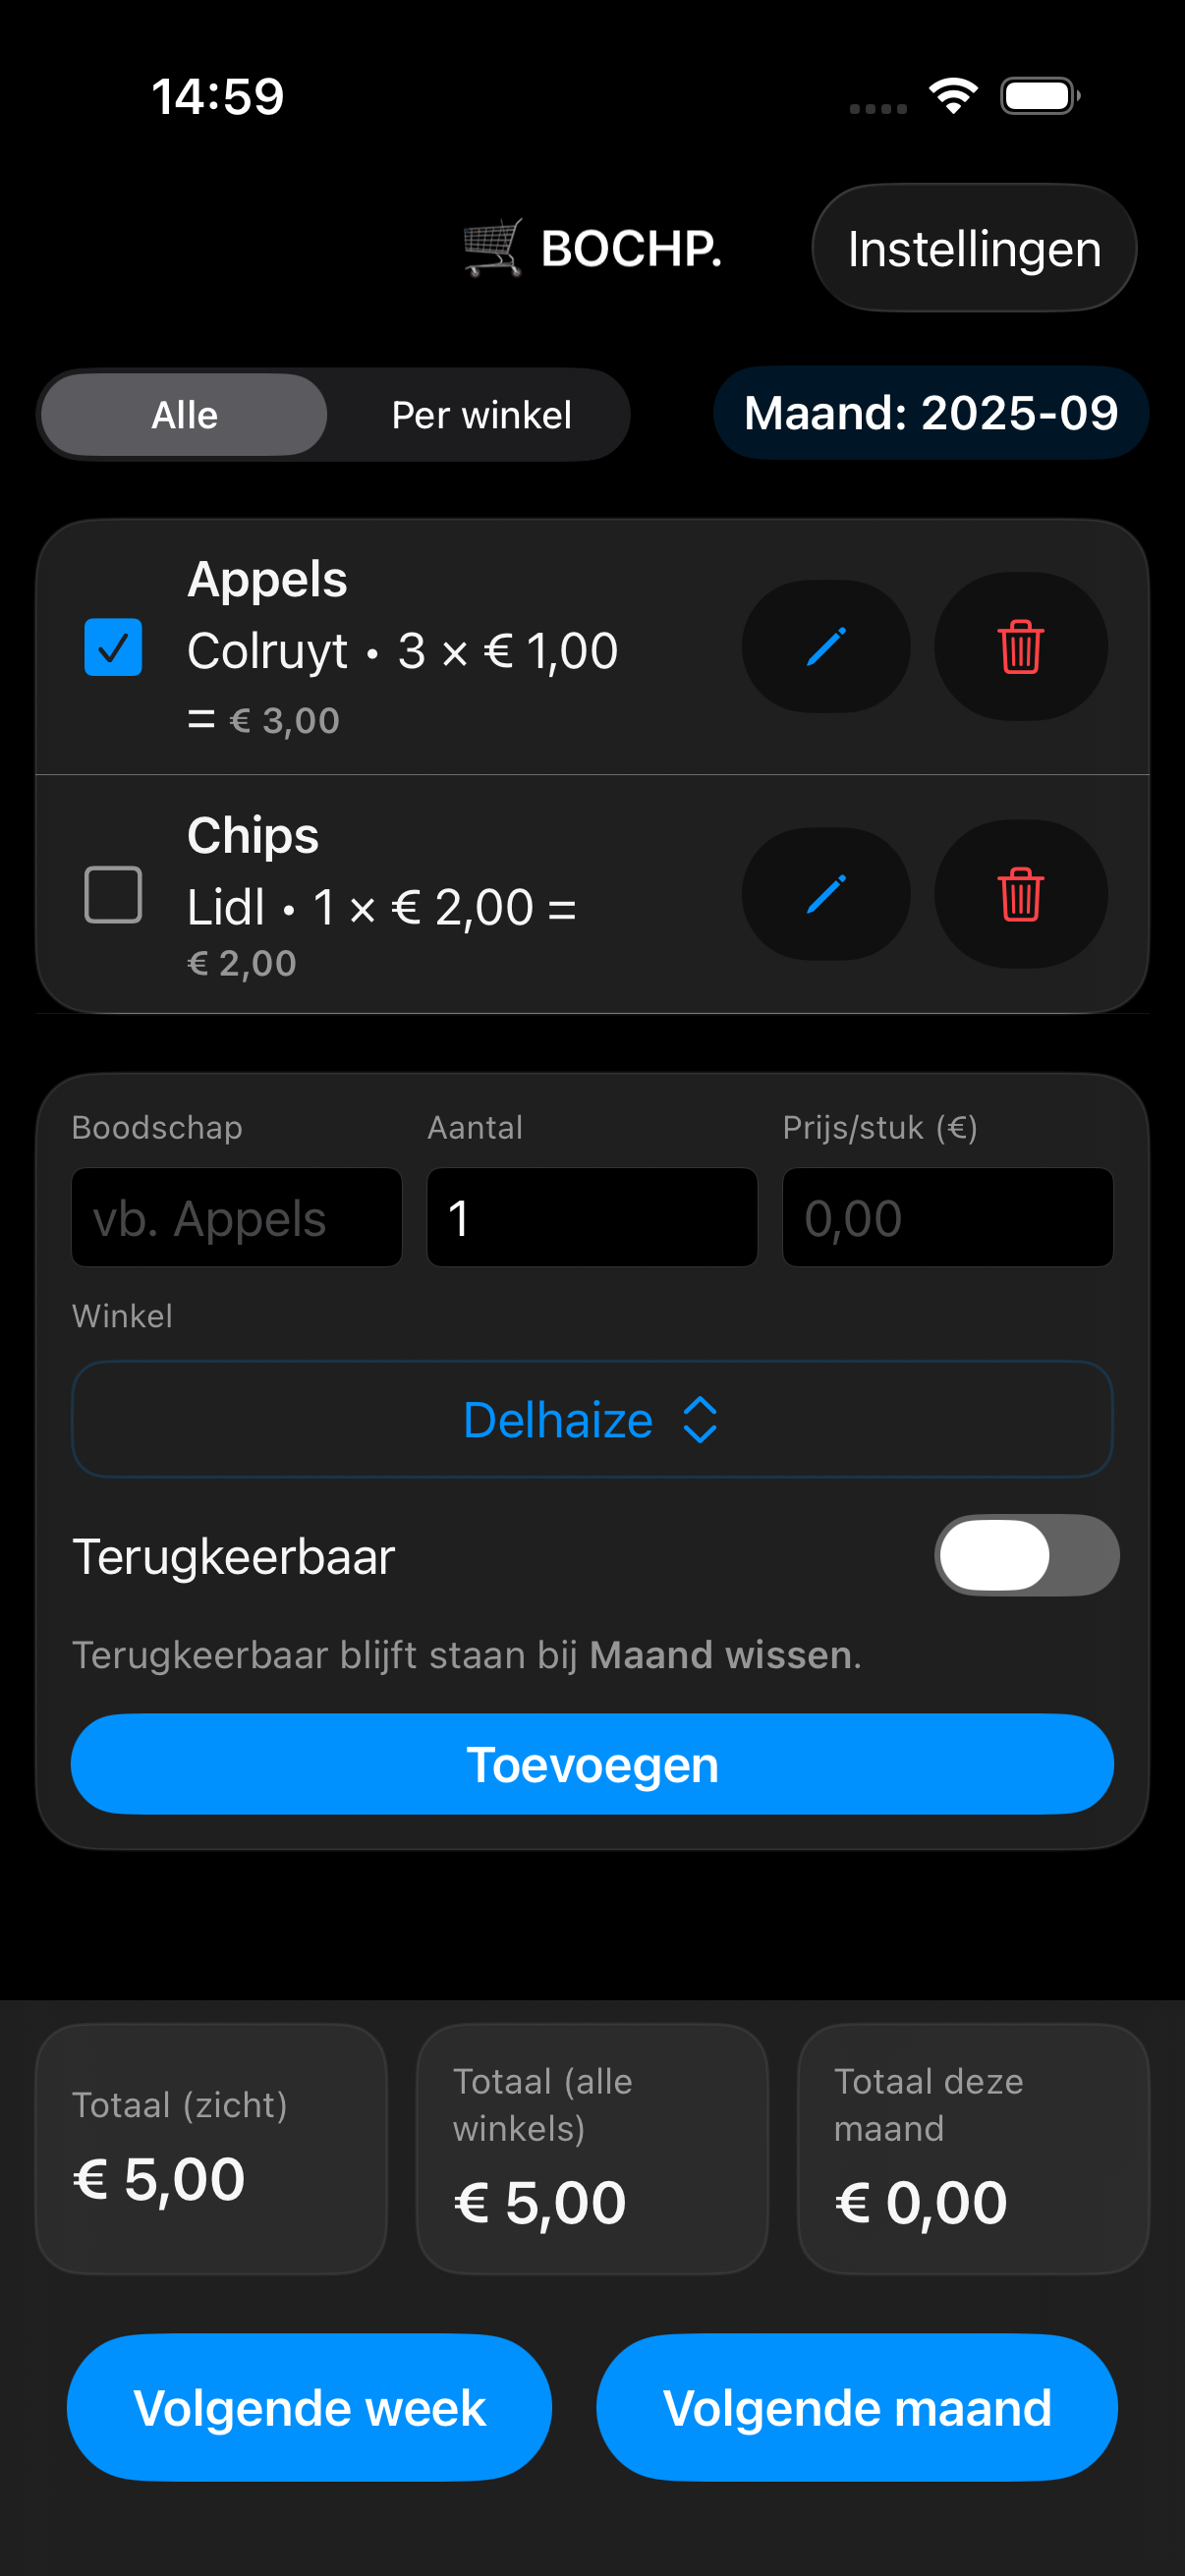 14:59
BOCHP.
Instellingen
Alle
Per winkel
Maand: 2025-09
Appels
Colruyt • 3 × € 1,00
= € 3,00
Chips
Lidl • 1 × € 2,00 =
€ 2,00
Boodschap
Aantal
Prijs/stuk (€)
vb. Appels
1
0,00
Winkel
Delhaize
Terugkeerbaar
Terugkeerbaar blijft staan bij Maand wissen.
Toevoegen
Totaal (zicht)
€ 5,00
Totaal (alle
winkels)
€ 5,00
Totaal deze
maand
€ 0,00
Volgende week
Volgende maand